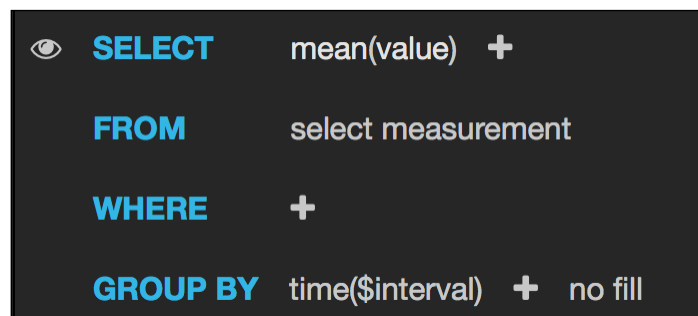 SELECT mean(value) +
FROM select measurement
WHERE +
GROUP BY time($interval) + no fill